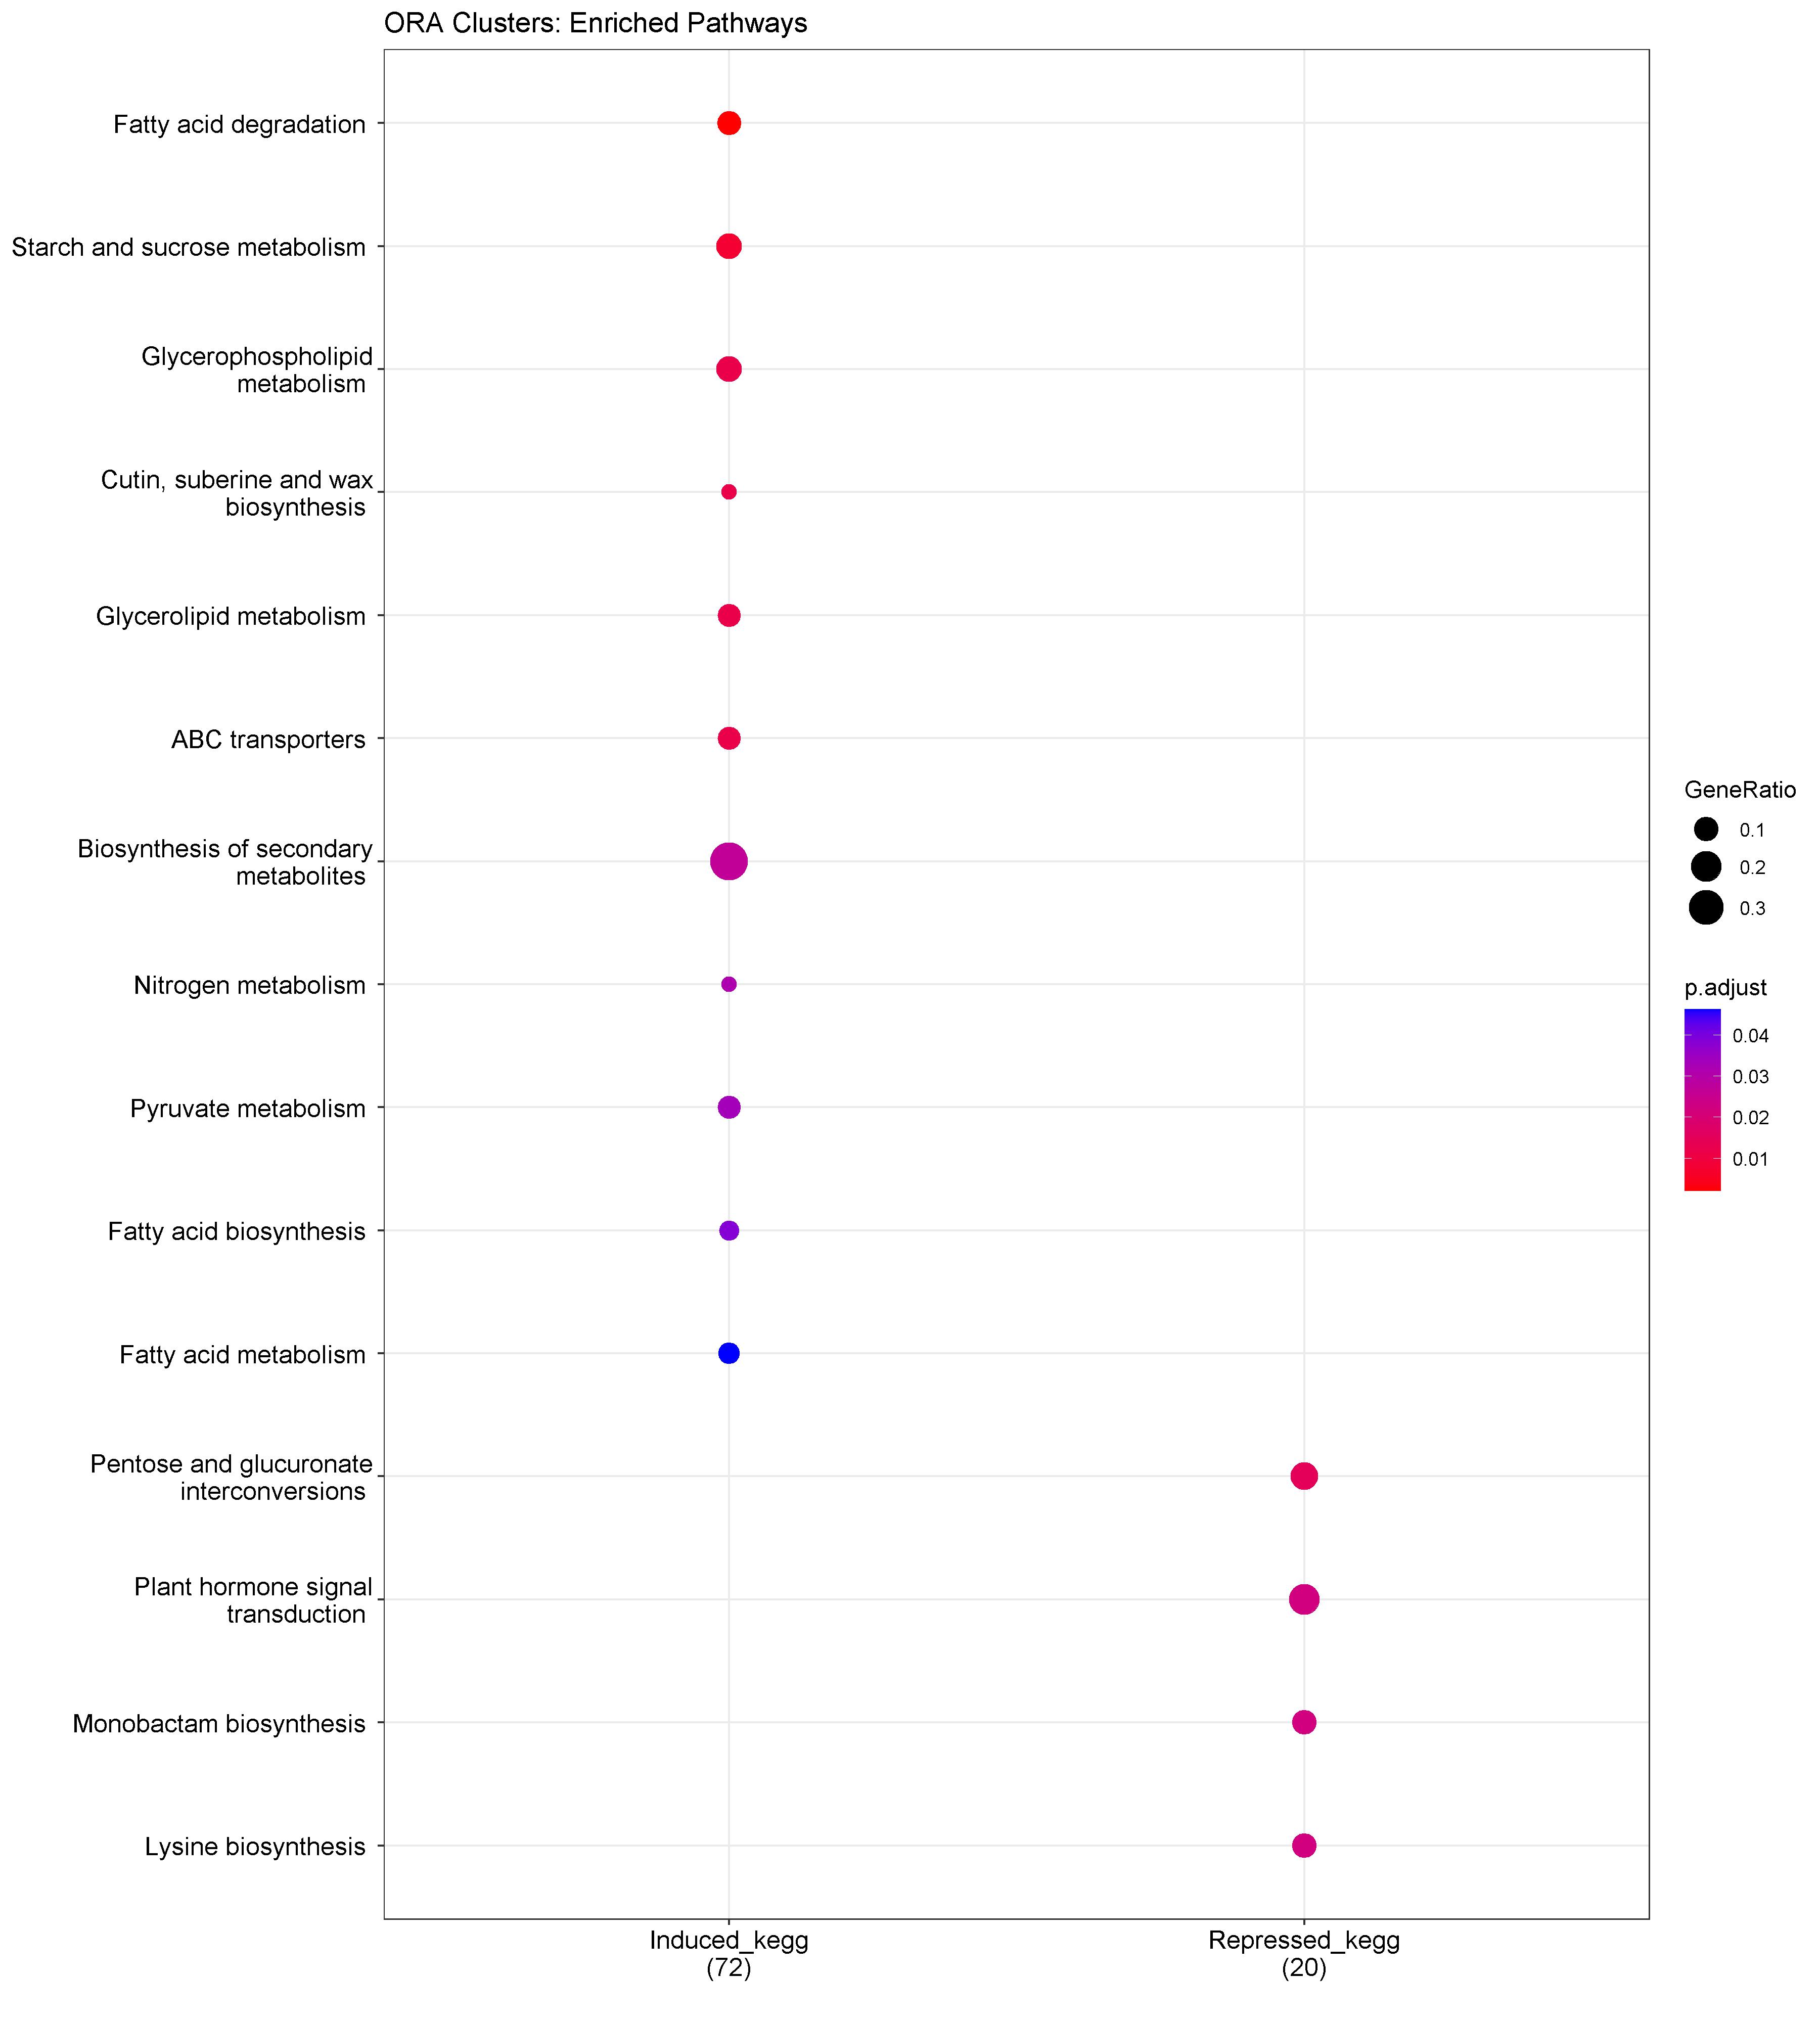 ORA Clusters: Enriched Pathways
Fatty acid degradation
Starch and sucrose metabolism
Glycerophospholipid
metabolism
Cutin, suberine and wax
biosynthesis
Glycerolipid metabolism
ABC transporters
Biosynthesis of secondary
metabolites
Nitrogen metabolism
Pyruvate metabolism
Fatty acid biosynthesis
Fatty acid metabolism
Pentose and glucuronate
interconversions
Plant hormone signal
transduction
Monobactam biosynthesis
Lysine biosynthesis
Induced_kegg
(72)
Repressed_kegg
(20)
GeneRatio
0.1
0.2
0.3
p.adjust
0.04
0.03
0.02
0.01